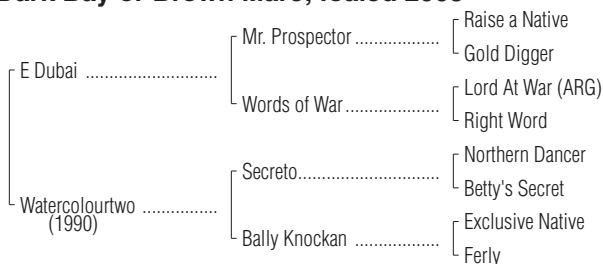 Dark Bay or Brown Mare; foaled 2005
Raise a Native
Mr. Prospector ..................
Gold Digger
E Dubai ............................
Lord At War (ARG)
Words of War....................
Right Word
Northern Dancer
Secreto..............................
Betty's Secret
Watercolourtwo ................
(1990)
Exclusive Native
Bally Knockan ..................
Ferly